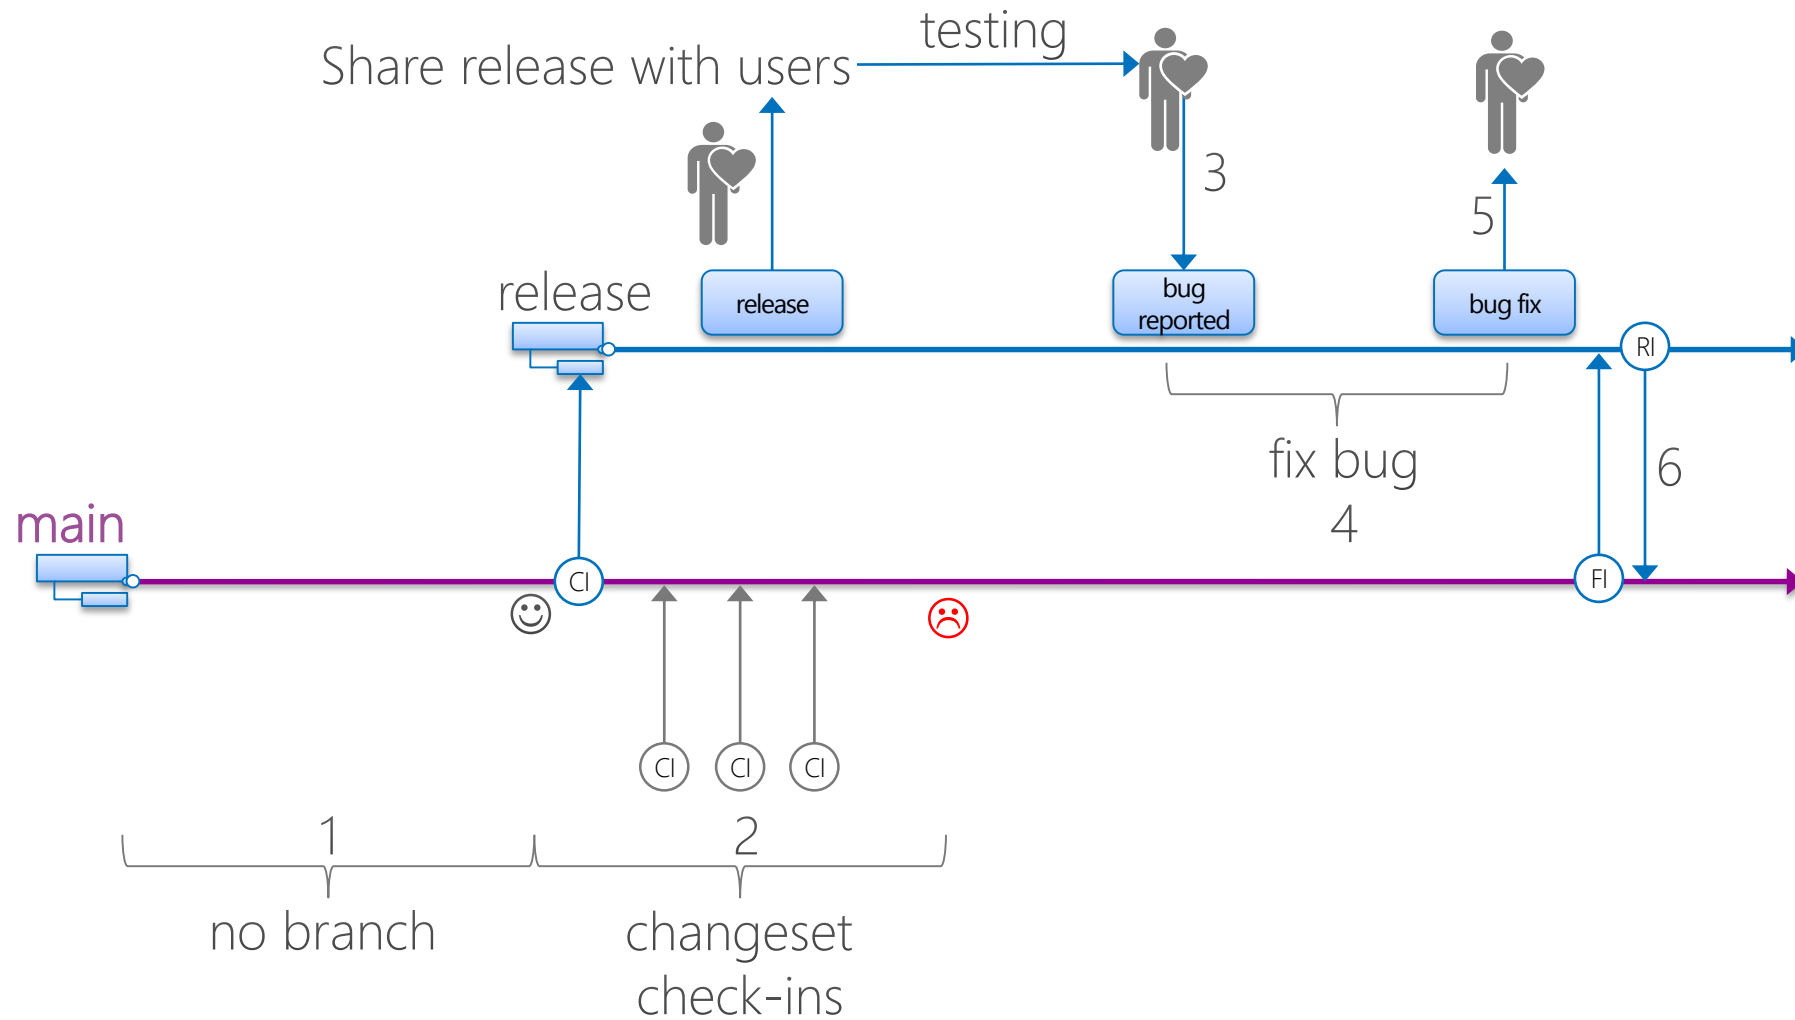 testing
Share release with users
3
5
release
release
bug
reported
bug fix
RI
fix bug
4
6
main
CI
FI
CI
CI
CI
1
2
no branch
changeset
check-ins